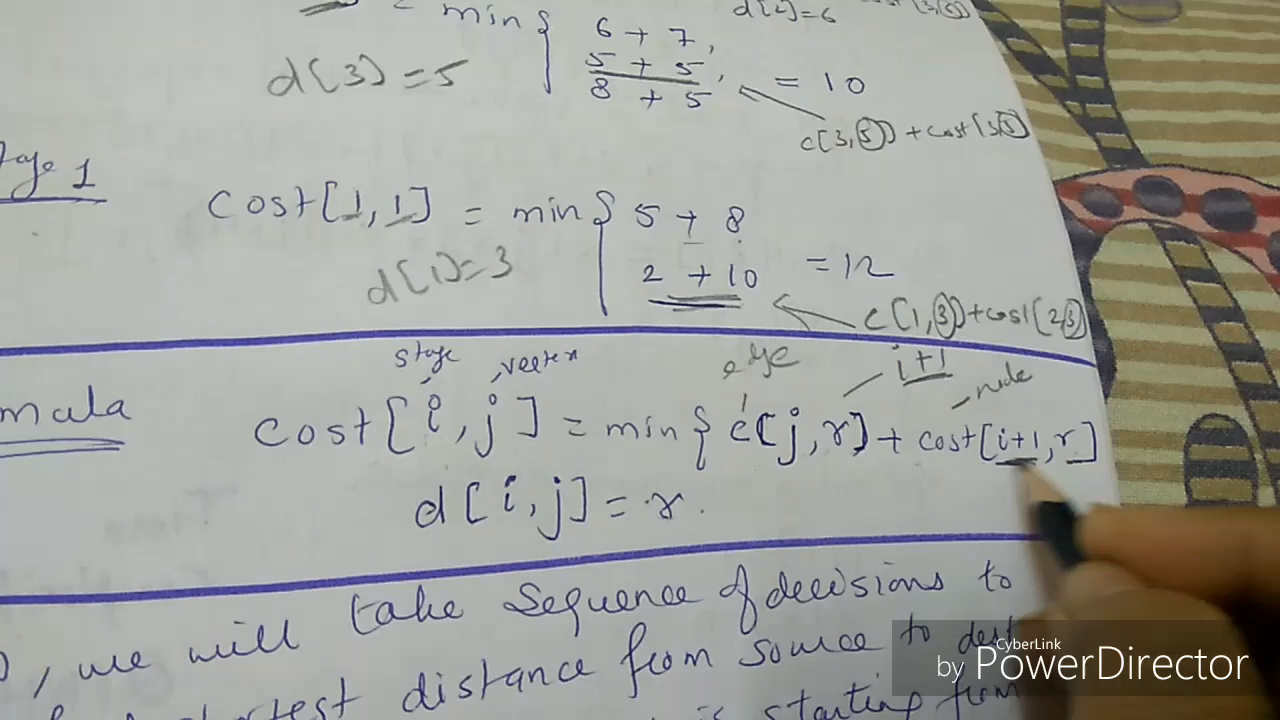 = min { 6 + 7, d[2]=6
d(3) = 5 5 + 5, = 10
8 + 5
c[3,5]) + cost[3,5]
tage 1
cost[1,1] = min { 5 + 8
d(1)=3 2 + 10 = 12
c(1,3)+cost[2,3]
stage vertex edge i+1 node
mula cost[i,j] = min { c[j,r] + cost[i+1,r]
d[i,j] = r.
, we will take Sequence of decisions to
distance from source to dest
is starting from
CyberLink
by PowerDirector